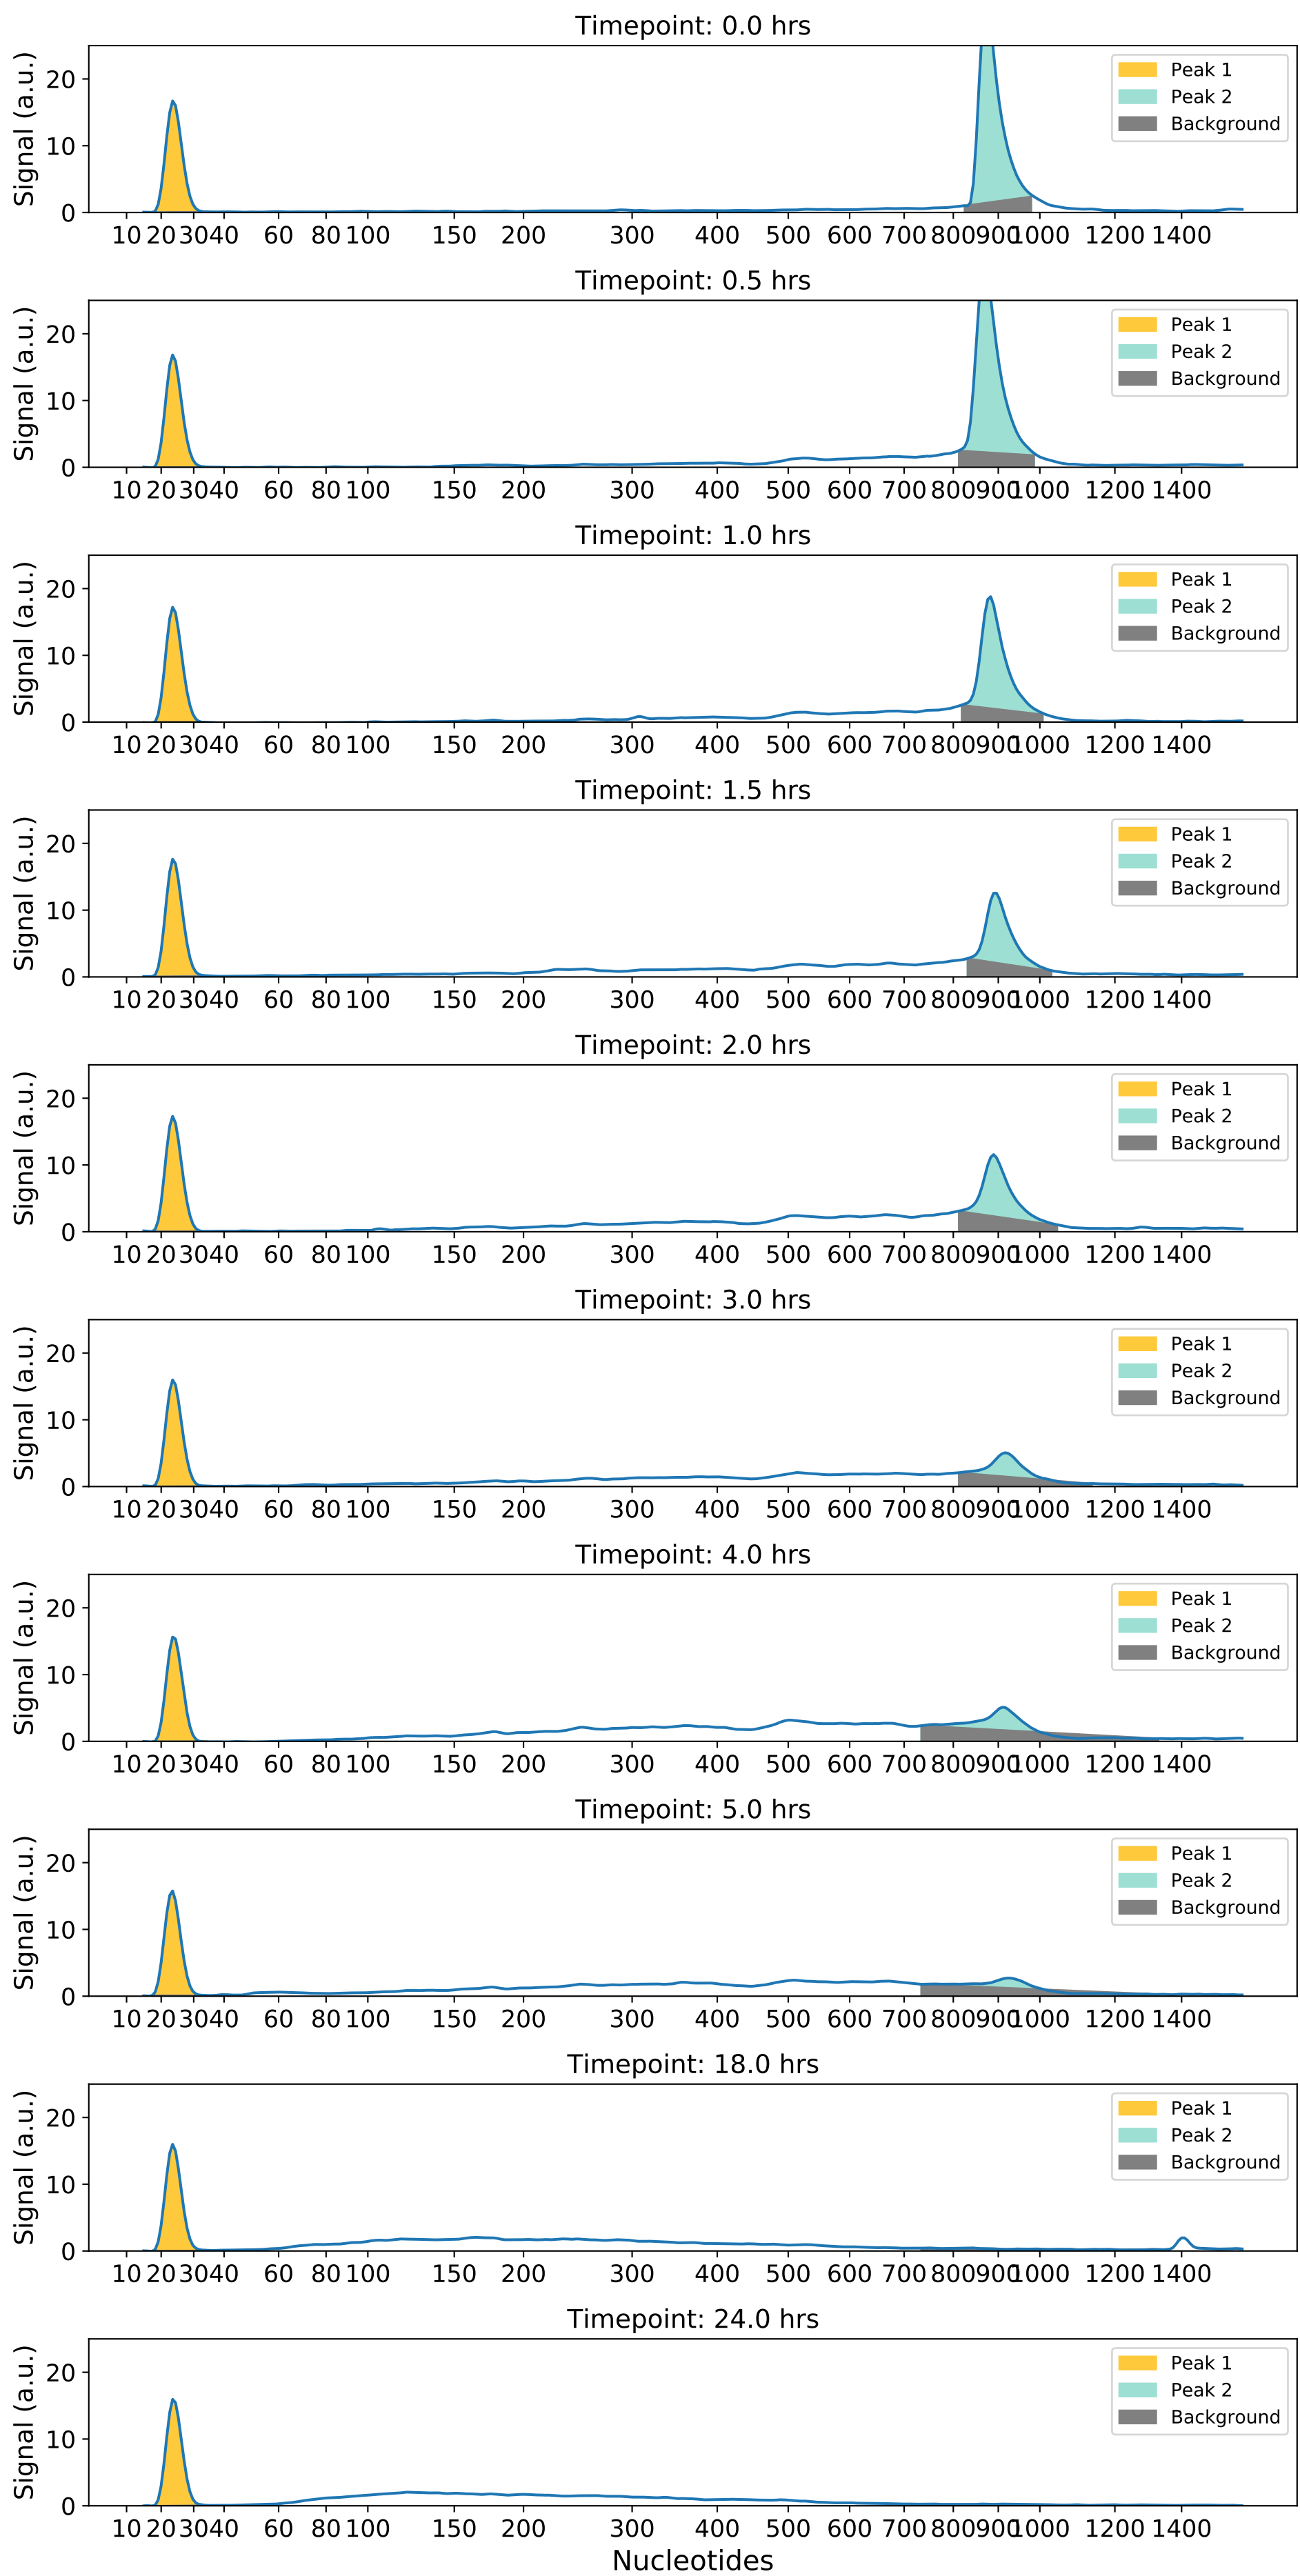 Timepoint: 0.0 hrs
Signal (a.u.)
20
10
0
Peak 1
Peak 2
Background
10 20 30 40 60 80 100 150 200 300 400 500 600 700 800 900 1000 1200 1400
Timepoint: 0.5 hrs
Signal (a.u.)
20
10
0
Peak 1
Peak 2
Background
10 20 30 40 60 80 100 150 200 300 400 500 600 700 800 900 1000 1200 1400
Timepoint: 1.0 hrs
Signal (a.u.)
20
10
0
Peak 1
Peak 2
Background
10 20 30 40 60 80 100 150 200 300 400 500 600 700 800 900 1000 1200 1400
Timepoint: 1.5 hrs
Signal (a.u.)
20
10
0
Peak 1
Peak 2
Background
10 20 30 40 60 80 100 150 200 300 400 500 600 700 800 900 1000 1200 1400
Timepoint: 2.0 hrs
Signal (a.u.)
20
10
0
Peak 1
Peak 2
Background
10 20 30 40 60 80 100 150 200 300 400 500 600 700 800 900 1000 1200 1400
Timepoint: 3.0 hrs
Signal (a.u.)
20
10
0
Peak 1
Peak 2
Background
10 20 30 40 60 80 100 150 200 300 400 500 600 700 800 900 1000 1200 1400
Timepoint: 4.0 hrs
Signal (a.u.)
20
10
0
Peak 1
Peak 2
Background
10 20 30 40 60 80 100 150 200 300 400 500 600 700 800 900 1000 1200 1400
Timepoint: 5.0 hrs
Signal (a.u.)
20
10
0
Peak 1
Peak 2
Background
10 20 30 40 60 80 100 150 200 300 400 500 600 700 800 900 1000 1200 1400
Timepoint: 18.0 hrs
Signal (a.u.)
20
10
0
Peak 1
Peak 2
Background
10 20 30 40 60 80 100 150 200 300 400 500 600 700 800 900 1000 1200 1400
Timepoint: 24.0 hrs
Signal (a.u.)
20
10
0
Peak 1
Peak 2
Background
10 20 30 40 60 80 100 150 200 300 400 500 600 700 800 900 1000 1200 1400
Nucleotides